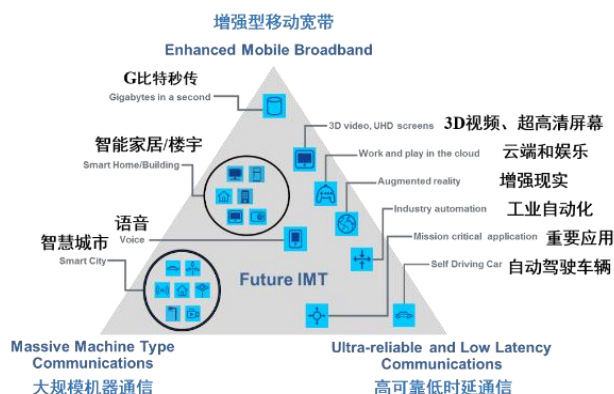 增强型移动宽带
Enhanced Mobile Broadband
G比特秒传
Gigabytes in a second
3D video, UHD screens 3D视频、超高清屏幕
智能家居/楼宇
Smart Home/Building
Work and play in the cloud 云端和娱乐
Augmented reality 增强现实
语音
Voice
Industry automation 工业自动化
智慧城市
Smart City
Mission critical application 重要应用
Future IMT
Self Driving Car 自动驾驶车辆
Massive Machine Type
Communications
大规模机器通信
Ultra-reliable and Low Latency
Communications
高可靠低时延通信